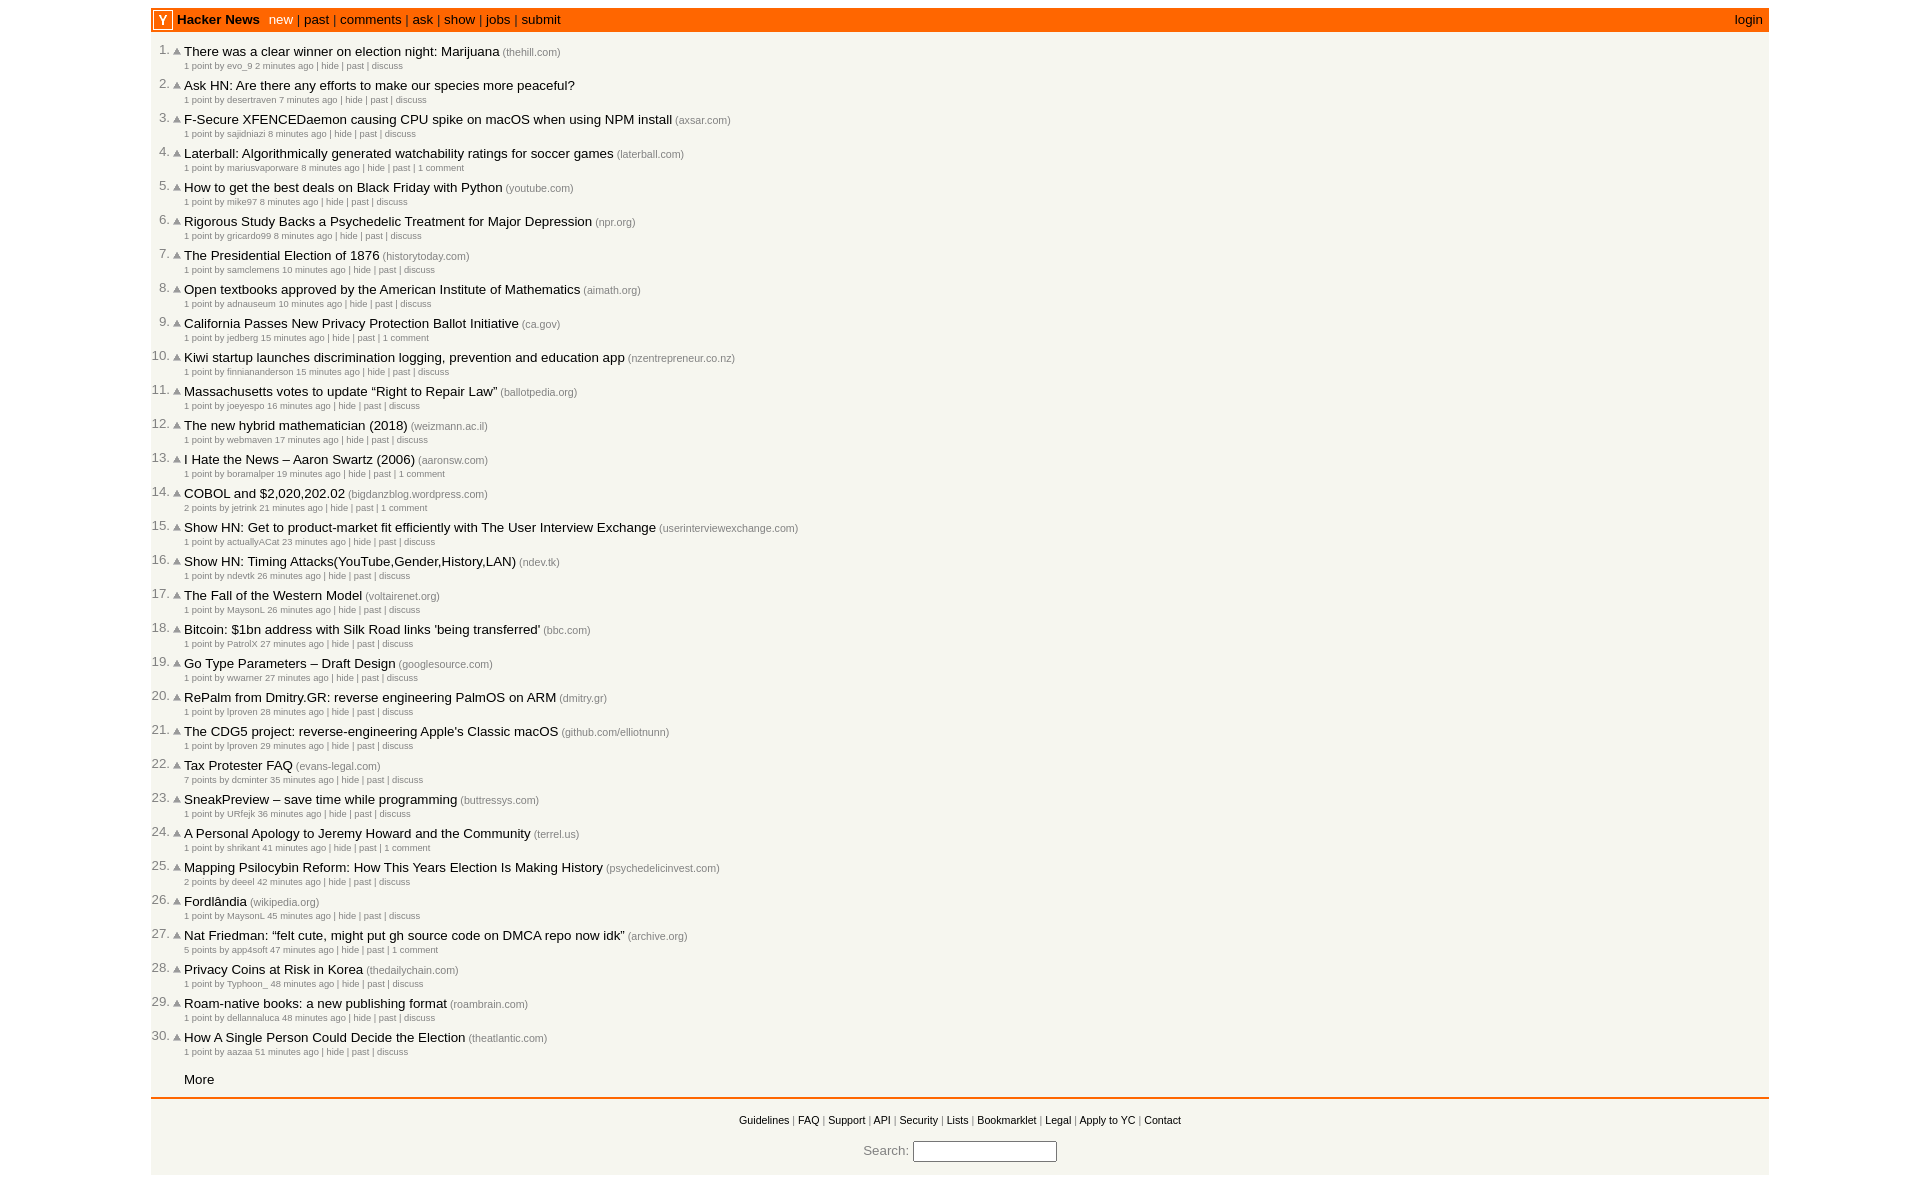 Y Hacker News new | past | comments | ask | show | jobs | submit login
1. There was a clear winner on election night: Marijuana (thehill.com)
1 point by evo_9 2 minutes ago | hide | past | discuss
2. Ask HN: Are there any efforts to make our species more peaceful?
1 point by desertraven 7 minutes ago | hide | past | discuss
3. F-Secure XFENCEDaemon causing CPU spike on macOS when using NPM install (axsar.com)
1 point by sajidniazi 8 minutes ago | hide | past | discuss
4. Laterball: Algorithmically generated watchability ratings for soccer games (laterball.com)
1 point by mariusvaporware 8 minutes ago | hide | past | 1 comment
5. How to get the best deals on Black Friday with Python (youtube.com)
1 point by mike97 8 minutes ago | hide | past | discuss
6. Rigorous Study Backs a Psychedelic Treatment for Major Depression (npr.org)
1 point by gricardo99 8 minutes ago | hide | past | discuss
7. The Presidential Election of 1876 (historytoday.com)
1 point by samclemens 10 minutes ago | hide | past | discuss
8. Open textbooks approved by the American Institute of Mathematics (aimath.org)
1 point by adnauseum 10 minutes ago | hide | past | discuss
9. California Passes New Privacy Protection Ballot Initiative (ca.gov)
1 point by jedberg 15 minutes ago | hide | past | 1 comment
10. Kiwi startup launches discrimination logging, prevention and education app (nzentrepreneur.co.nz)
1 point by finniananderson 15 minutes ago | hide | past | discuss
11. Massachusetts votes to update “Right to Repair Law” (ballotpedia.org)
1 point by joeyespo 16 minutes ago | hide | past | discuss
12. The new hybrid mathematician (2018) (weizmann.ac.il)
1 point by webmaven 17 minutes ago | hide | past | discuss
13. I Hate the News – Aaron Swartz (2006) (aaronsw.com)
1 point by boramalper 19 minutes ago | hide | past | 1 comment
14. COBOL and $2,020,202.02 (bigdanzblog.wordpress.com)
2 points by jetrink 21 minutes ago | hide | past | 1 comment
15. Show HN: Get to product-market fit efficiently with The User Interview Exchange (userinterviewexchange.com)
1 point by actuallyACat 23 minutes ago | hide | past | discuss
16. Show HN: Timing Attacks(YouTube,Gender,History,LAN) (ndev.tk)
1 point by ndevtk 26 minutes ago | hide | past | discuss
17. The Fall of the Western Model (voltairenet.org)
1 point by MaysonL 26 minutes ago | hide | past | discuss
18. Bitcoin: $1bn address with Silk Road links 'being transferred' (bbc.com)
1 point by PatrolX 27 minutes ago | hide | past | discuss
19. Go Type Parameters – Draft Design (googlesource.com)
1 point by wwarner 27 minutes ago | hide | past | discuss
20. RePalm from Dmitry.GR: reverse engineering PalmOS on ARM (dmitry.gr)
1 point by lproven 28 minutes ago | hide | past | discuss
21. The CDG5 project: reverse-engineering Apple's Classic macOS (github.com/elliotnunn)
1 point by lproven 29 minutes ago | hide | past | discuss
22. Tax Protester FAQ (evans-legal.com)
7 points by dcminter 35 minutes ago | hide | past | discuss
23. SneakPreview – save time while programming (buttressys.com)
1 point by URfejk 36 minutes ago | hide | past | discuss
24. A Personal Apology to Jeremy Howard and the Community (terrel.us)
1 point by shrikant 41 minutes ago | hide | past | 1 comment
25. Mapping Psilocybin Reform: How This Years Election Is Making History (psychedelicinvest.com)
2 points by deeel 42 minutes ago | hide | past | discuss
26. Fordlândia (wikipedia.org)
1 point by MaysonL 45 minutes ago | hide | past | discuss
27. Nat Friedman: “felt cute, might put gh source code on DMCA repo now idk” (archive.org)
5 points by app4soft 47 minutes ago | hide | past | 1 comment
28. Privacy Coins at Risk in Korea (thedailychain.com)
1 point by Typhoon_ 48 minutes ago | hide | past | discuss
29. Roam-native books: a new publishing format (roambrain.com)
1 point by dellannaluca 48 minutes ago | hide | past | discuss
30. How A Single Person Could Decide the Election (theatlantic.com)
1 point by aazaa 51 minutes ago | hide | past | discuss
More
Guidelines | FAQ | Support | API | Security | Lists | Bookmarklet | Legal | Apply to YC | Contact
Search: